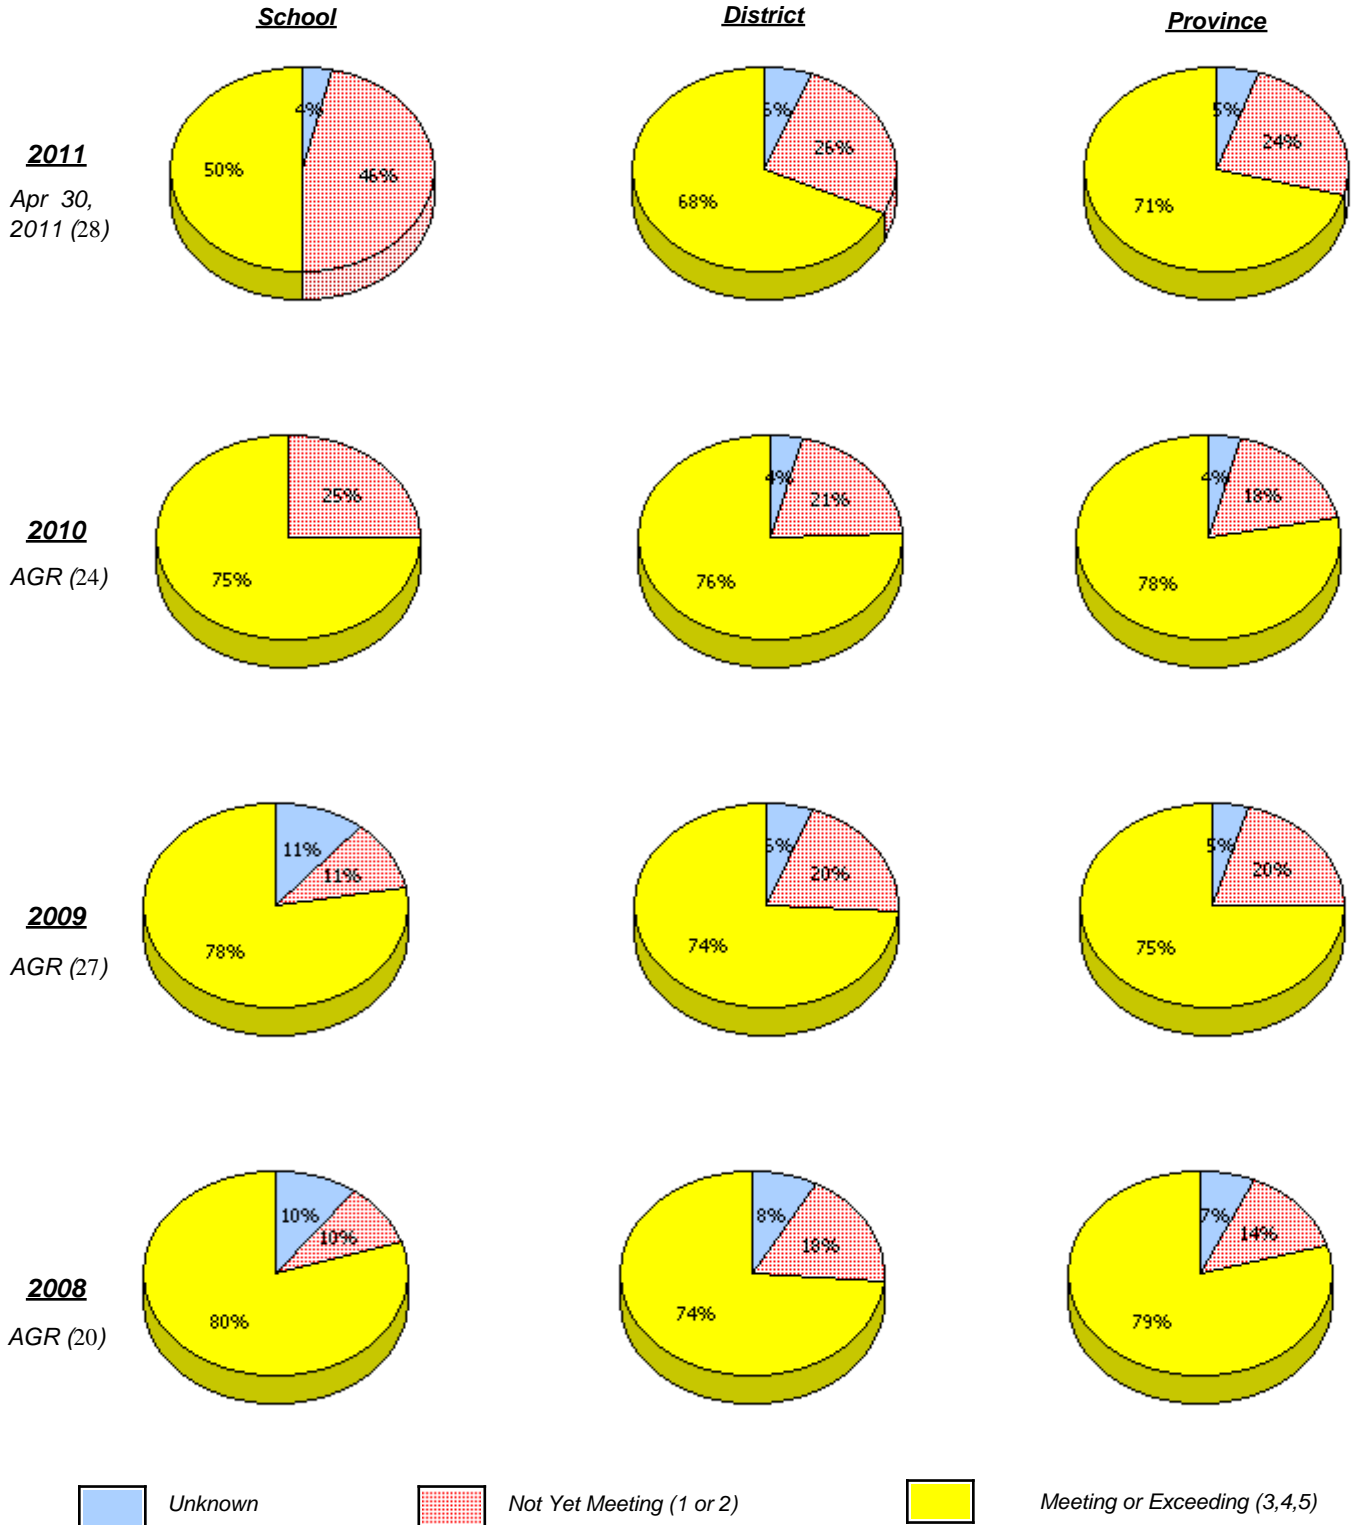 School District Province
4% 6% 5%
2011 50% 46% 26% 68% 24% 71%
Apr 30,
2011 (28)
4% 4%
2010 25% 75% 21% 76% 18% 78%
AGR (24)
11% 6% 5%
2009 11% 78% 20% 74% 20% 75%
AGR (27)
10% 8% 7%
2008 10% 80% 18% 74% 14% 79%
AGR (20)
Unknown Not Yet Meeting (1 or 2) Meeting or Exceeding (3,4,5)